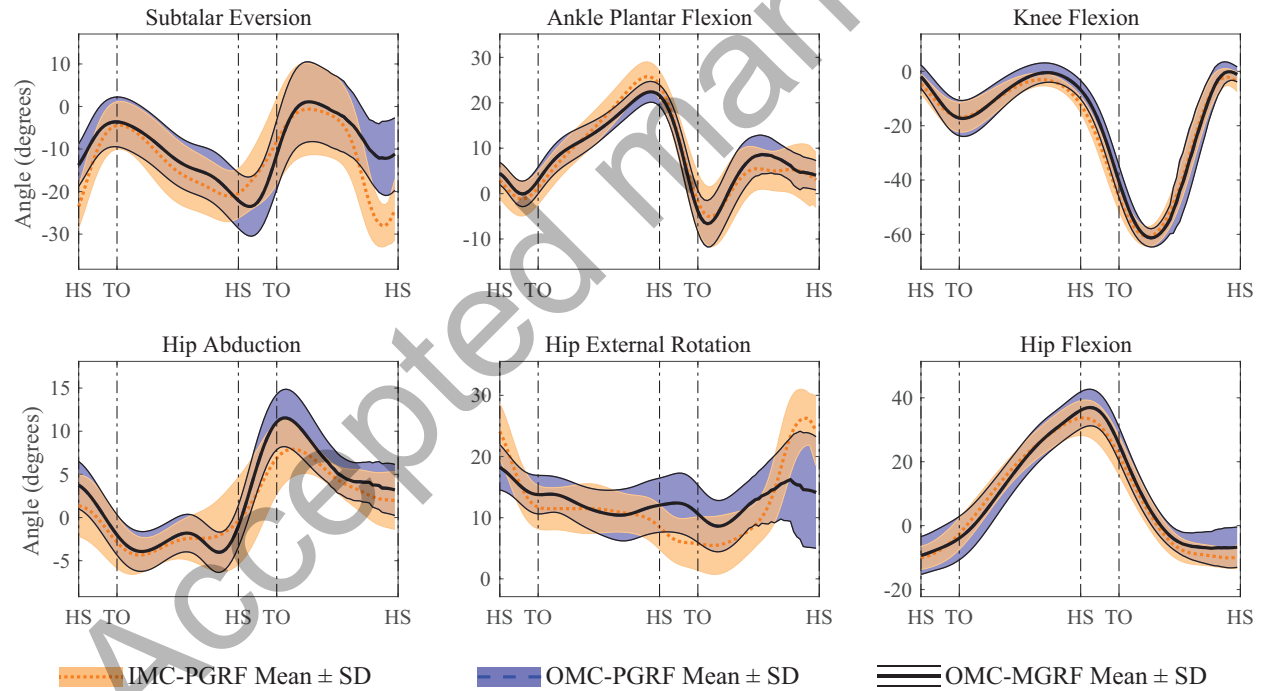 Subtalar Eversion
Ankle Plantar Flexion
Knee Flexion
Angle (degrees)
10
0
-10
-20
-30
HS TO HS TO HS
30
20
10
0
-10
HS TO HS TO HS
0
-20
-40
-60
HS TO HS TO HS
Hip Abduction
Hip External Rotation
Hip Flexion
Angle (degrees)
15
10
5
0
-5
HS TO HS TO HS
30
20
10
0
HS TO HS TO HS
40
20
0
-20
HS TO HS TO HS
IMC-PGRF Mean ± SD
OMC-PGRF Mean ± SD
OMC-MGRF Mean ± SD
Accepted man